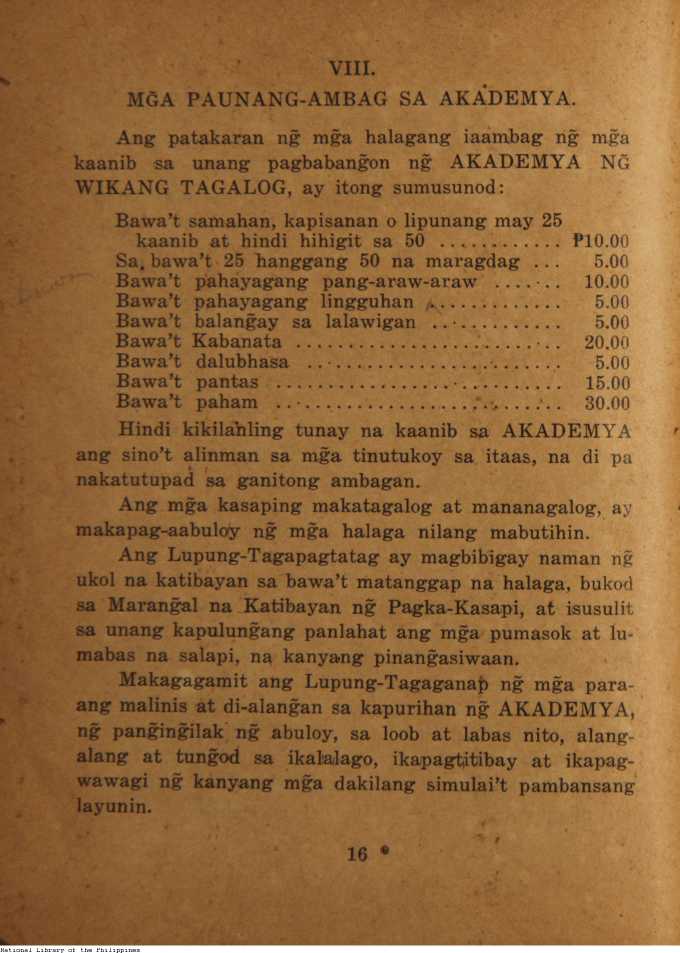 VIII.
MG̃A PAUNANG-AMBAG SA AKADEMYA.
Ang patakaran ng̃ mg̃a halagang iaambag ng̃ mg̃a
kaanib sa unang pagbabang̃on ng̃ AKADEMYA NG̃
WIKANG TAGALOG, ay itong sumusunod:
Bawa't samahan, kapisanan o lipunang may 25
kaanib at hindi hihigit sa 50 ............ ₱10.00
Sa bawa't 25 hanggang 50 na maragdag ... 5.00
Bawa't pahayagang pang-araw-araw ....... 10.00
Bawa't pahayagang lingguhan ............. 5.00
Bawa't balang̃ay sa lalawigan ............ 5.00
Bawa't Kabanata ........................ 20.00
Bawa't dalubhasa ....................... 5.00
Bawa't pantas .......................... 15.00
Bawa't paham .......................... 30.00
Hindi kikilanling tunay na kaanib sa AKADEMYA
ang sino't alinman sa mg̃a tinutukoy sa itaas, na di pa
nakatutupad sa ganitong ambagan.
Ang mg̃a kasaping makatagalog at mananagalog, ay
makapag-aabuloy ng̃ mg̃a halaga nilang mabutihin.
Ang Lupung-Tagapagtatag ay magbibigay naman ng̃
ukol na katibayan sa bawa't matanggap na halaga, bukod
sa Marang̃al na Katibayan ng̃ Pagka-Kasapi, at isusulit
sa unang kapulung̃ang panlahat ang mg̃a pumasok at lu-
mabas na salapi, na kanyang pinang̃asiwaan.
Makagagamit ang Lupung-Tagaganap ng̃ mg̃a para-
ang malinis at di-alang̃an sa kapurihan ng̃ AKADEMYA,
ng̃ pang̃ing̃ilak ng̃ abuloy, sa loob at labas nito, alang-
alang at tung̃od sa ikalalago, ikapagtitibay at ikapag-
wawagi ng̃ kanyang mg̃a dakilang simulai't pambansang
layunin.
16
National Library of the Philippines